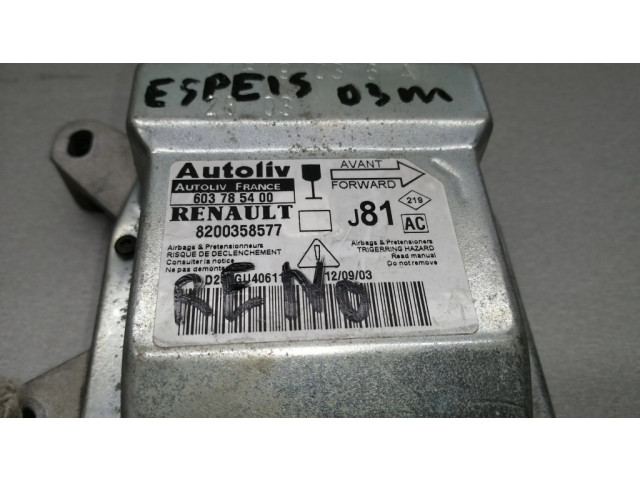 ESPEIS 03m
Autoliv
AUTOLIV FRANCE
603 78 54 00
RENAULT
8200358577
AVANT
FORWARD
J81
219
AC
Airbags & Pretensionneurs
RISQUE DE DECLENCHEMENT
Consulter la notice
Ne pas demonter
Airbags & Pretensioners
TRIGERRING HAZARD
Read manual
Do not remove
12/09/03
RENO